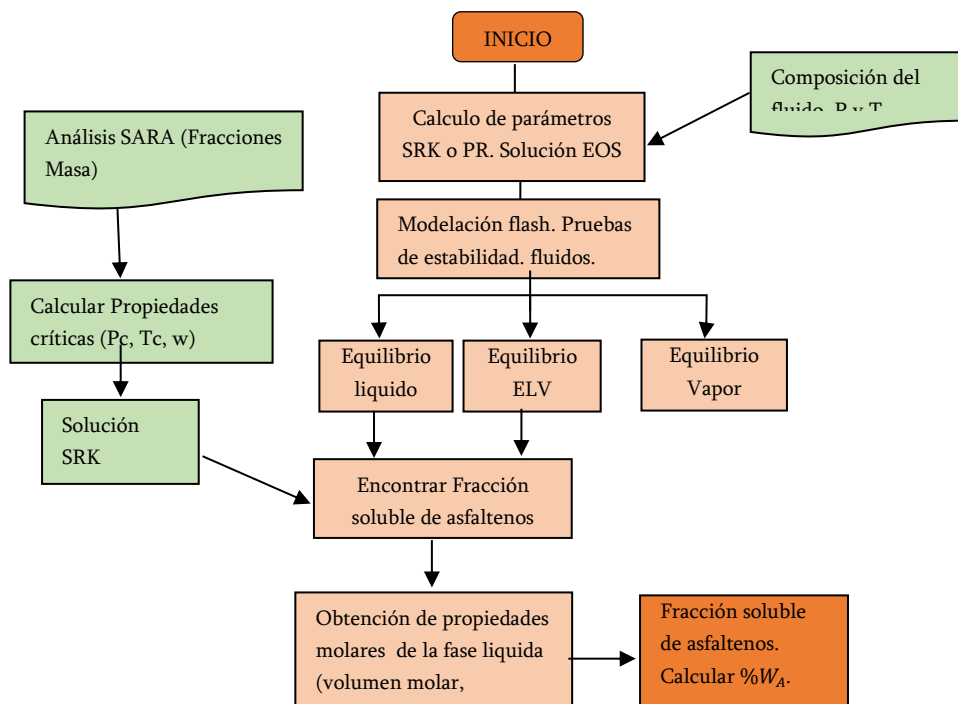 INICIO
Composición del
fluido, P y T
Calculo de parámetros
SRK o PR. Solución EOS
Análisis SARA (Fracciones
Masa)
Modelación flash. Pruebas
de estabilidad. fluidos.
Calcular Propiedades
críticas (Pc, Tc, w)
Equilibrio
liquido
Equilibrio
ELV
Equilibrio
Vapor
Solución
SRK
Encontrar Fracción
soluble de asfaltenos
Obtención de propiedades
molares de la fase liquida
(volumen molar,
Fracción soluble
de asfaltenos.
Calcular %W_A.